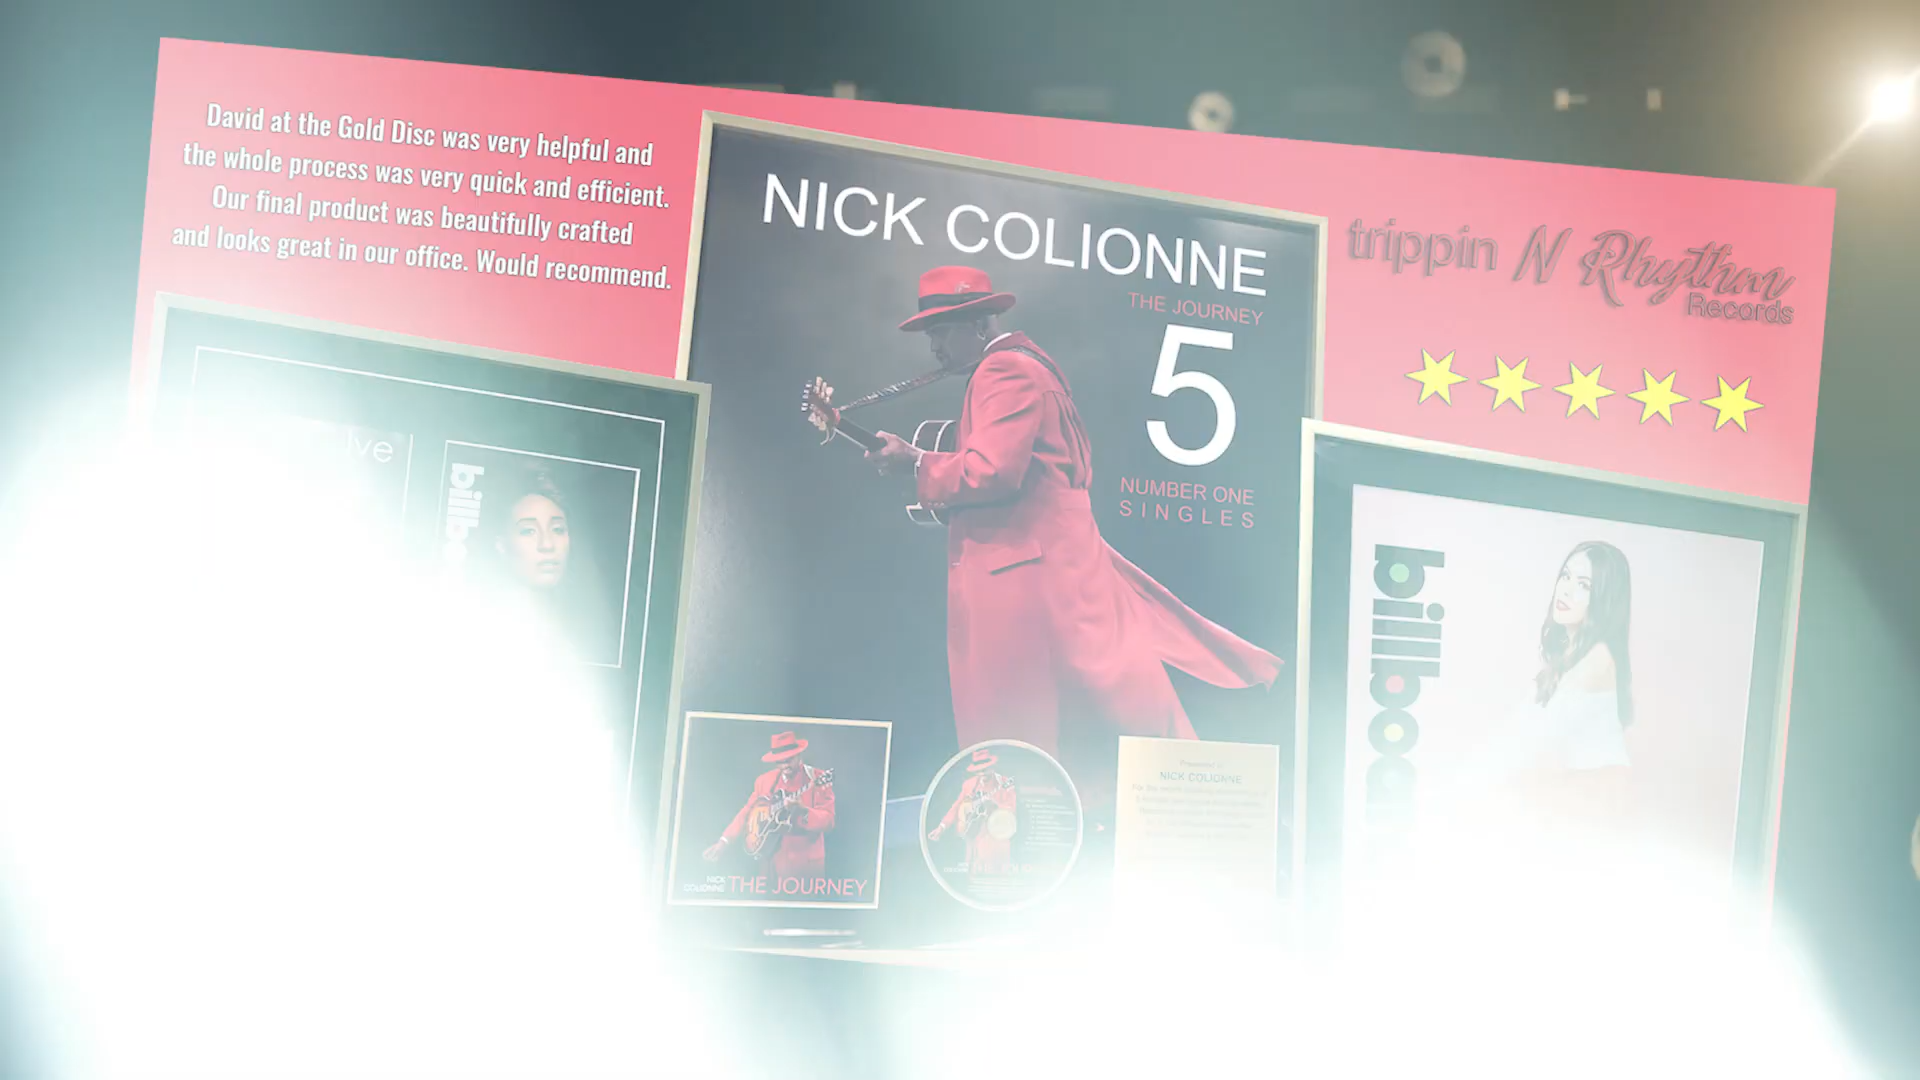 David at the Gold Disc was very helpful and
the whole process was very quick and efficient.
Our final product was beautifully crafted
and looks great in our office. Would recommend.
NICK COLIONNE
THE JOURNEY
5
NUMBER ONE
SINGLES
trippin N Rhythm
Records
billboard
NICK
COLIONNE THE JOURNEY
NICK COLIONNE